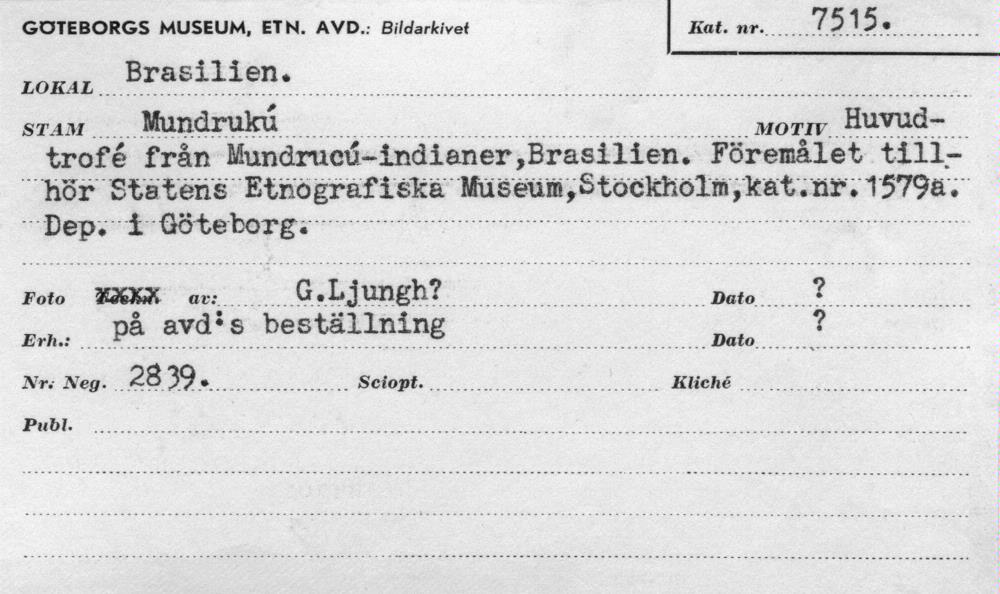 GÖTEBORGS MUSEUM, ETN. AVD.: Bildarkivet
Kat. nr. 7515.
LOKAL Brasilien.
STAM Mundrukú MOTIV Huvud-
trofé från Mundrucú-indianer,Brasilien. Föremålet till-
hör Statens Etnografiska Museum,Stockholm,kat.nr.1579a.
Dep. i Göteborg.
Foto av: G.Ljungh? Dato ?
Erh.: på avd:s beställning Dato ?
Nr. Neg. 2839. Sciopt. Kliché
Publ.